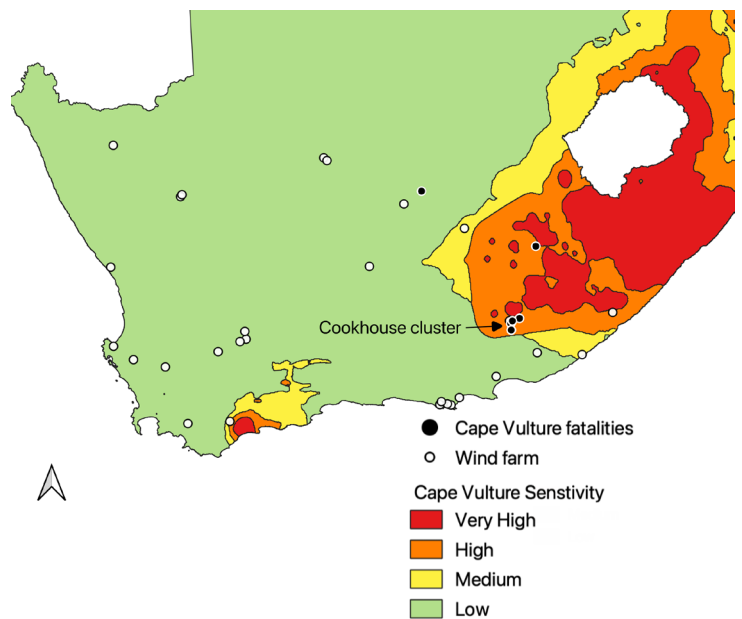 Cookhouse cluster
Cape Vulture fatalities
Wind farm
Cape Vulture Senstivity
Very High
High
Medium
Low